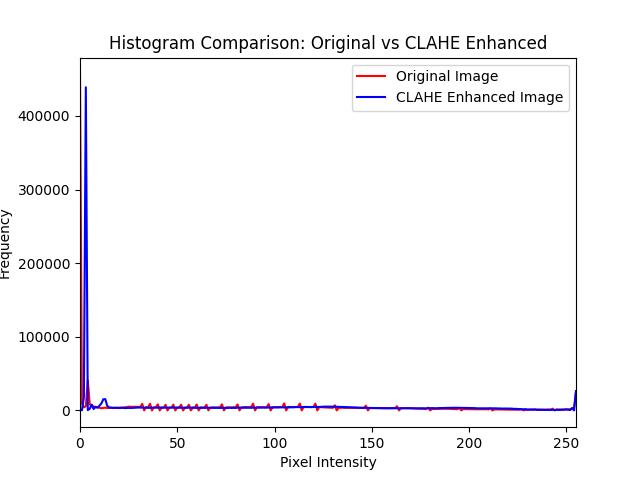 Histogram Comparison: Original vs CLAHE Enhanced
Original Image
CLAHE Enhanced Image
400000
300000
200000
100000
0
Frequency
0 50 100 150 200 250
Pixel Intensity